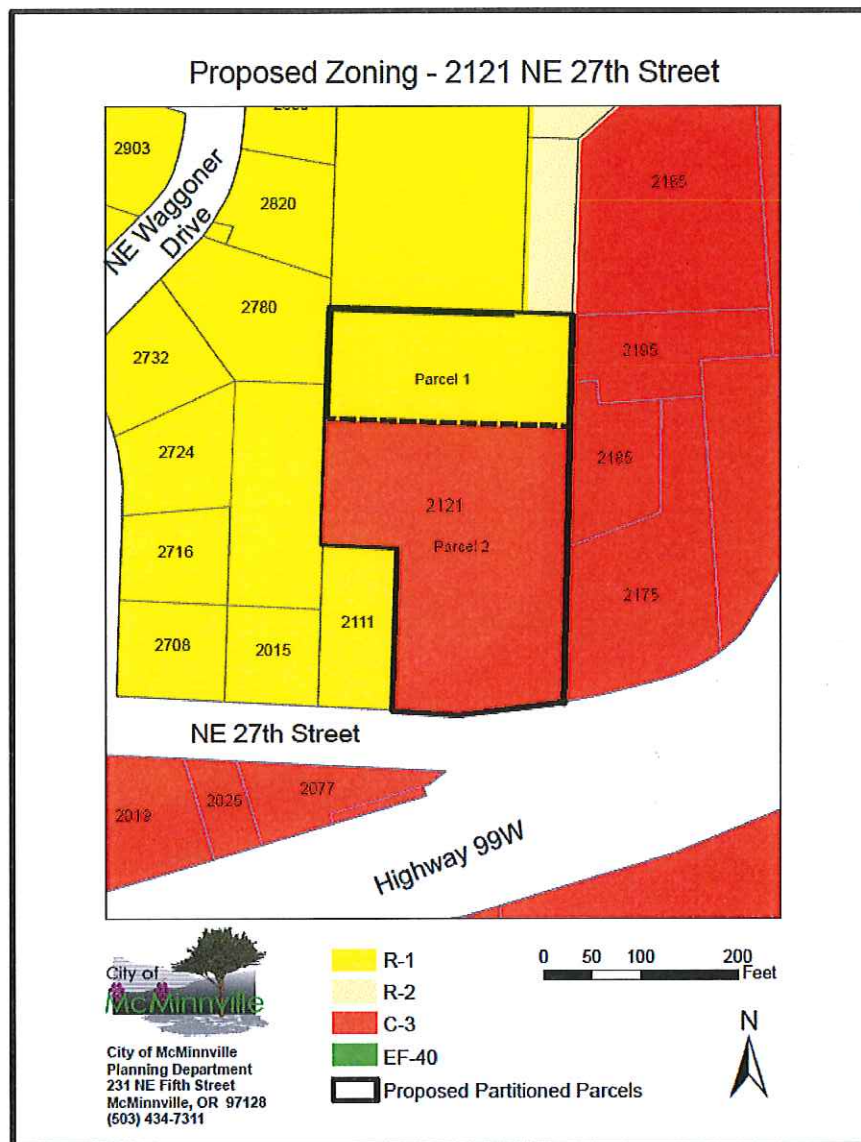 Proposed Zoning - 2121 NE 27th Street
2903
2820
2165
NE Waggoner
Drive
2780
2732
2195
Parcel 1
2724
2185
2121
Parcel 2
2716
2175
2111
2708
2015
NE 27th Street
2077
2025
2019
Highway 99W
City of
McMinnville
City of McMinnville
Planning Department
231 NE Fifth Street
McMinnville, OR 97128
(503) 434-7311
R-1
R-2
C-3
EF-40
Proposed Partitioned Parcels
0 50 100 200
Feet
N